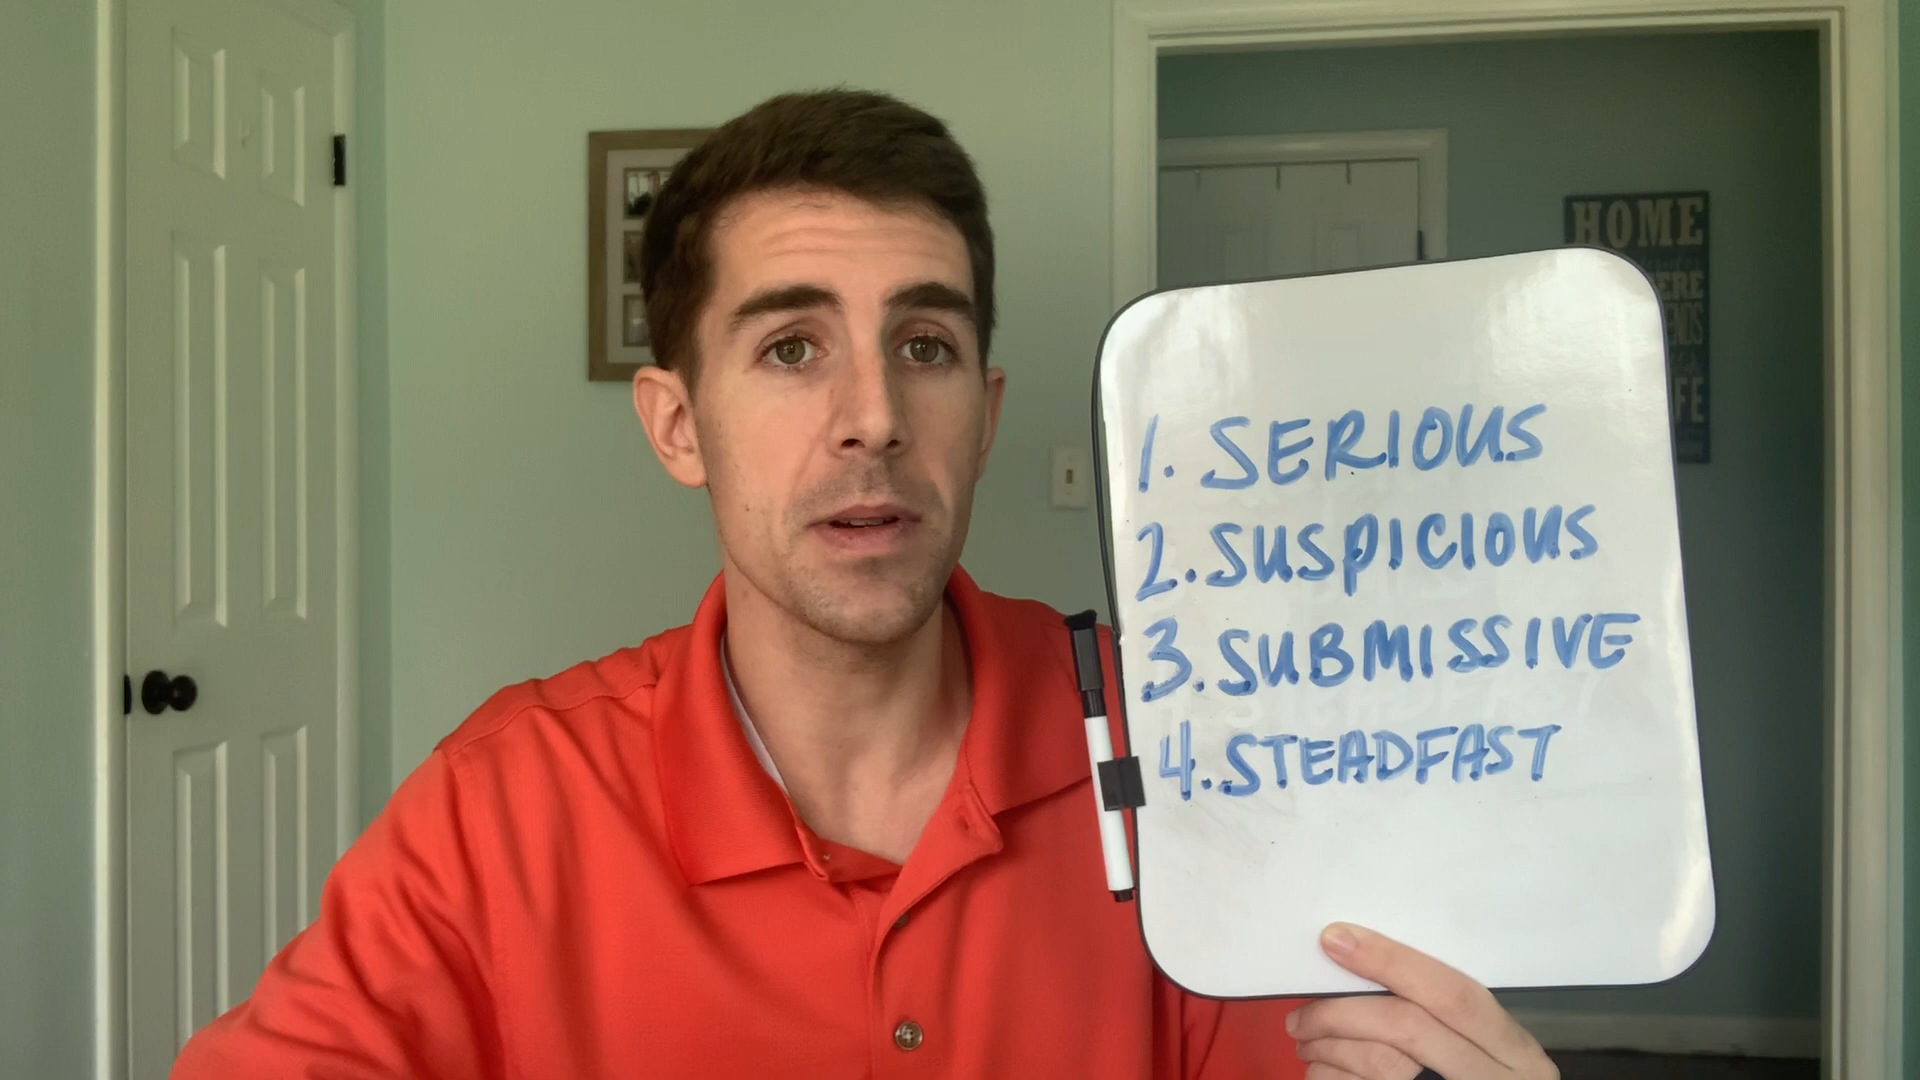 1. SERIOUS
2. SUSPICIOUS
3. SUBMISSIVE
4. STEADFAST
HOME